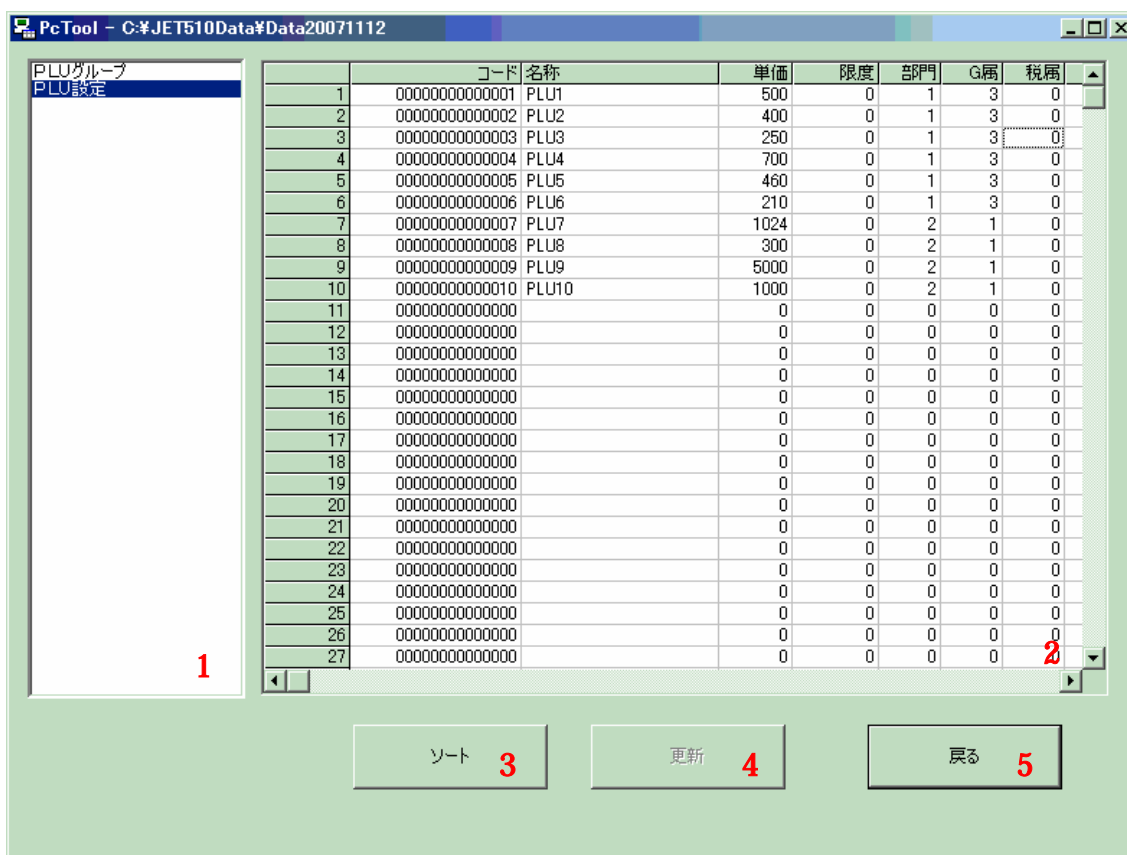 PcTool - C:¥JET510Data¥Data20071112
PLUグループ
PLU設定
コード 名称 単価 限度 部門 G属 税属
1 00000000000001 PLU1 500 0 1 3 0
2 00000000000002 PLU2 400 0 1 3 0
3 00000000000003 PLU3 250 0 1 3 0
4 00000000000004 PLU4 700 0 1 3 0
5 00000000000005 PLU5 460 0 1 3 0
6 00000000000006 PLU6 210 0 1 3 0
7 00000000000007 PLU7 1024 0 2 1 0
8 00000000000008 PLU8 300 0 2 1 0
9 00000000000009 PLU9 5000 0 2 1 0
10 00000000000010 PLU10 1000 0 2 1 0
11 00000000000000 0 0 0 0 0
12 00000000000000 0 0 0 0 0
13 00000000000000 0 0 0 0 0
14 00000000000000 0 0 0 0 0
15 00000000000000 0 0 0 0 0
16 00000000000000 0 0 0 0 0
17 00000000000000 0 0 0 0 0
18 00000000000000 0 0 0 0 0
19 00000000000000 0 0 0 0 0
20 00000000000000 0 0 0 0 0
21 00000000000000 0 0 0 0 0
22 00000000000000 0 0 0 0 0
23 00000000000000 0 0 0 0 0
24 00000000000000 0 0 0 0 0
25 00000000000000 0 0 0 0 0
26 00000000000000 0 0 0 0 0
27 00000000000000 0 0 0 0 0
1
2
ソート 3
更新 4
戻る 5